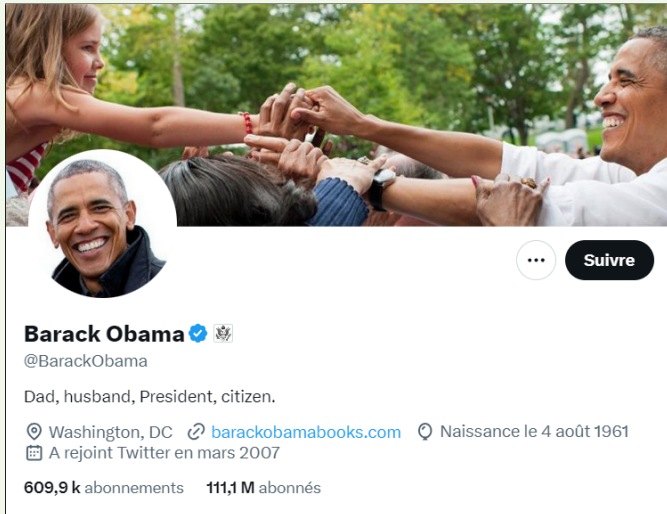 Suivre
Barack Obama
@BarackObama
Dad, husband, President, citizen.
Washington, DC barackobamabooks.com Naissance le 4 août 1961
A rejoint Twitter en mars 2007
609,9 k abonnements 111,1 M abonnés